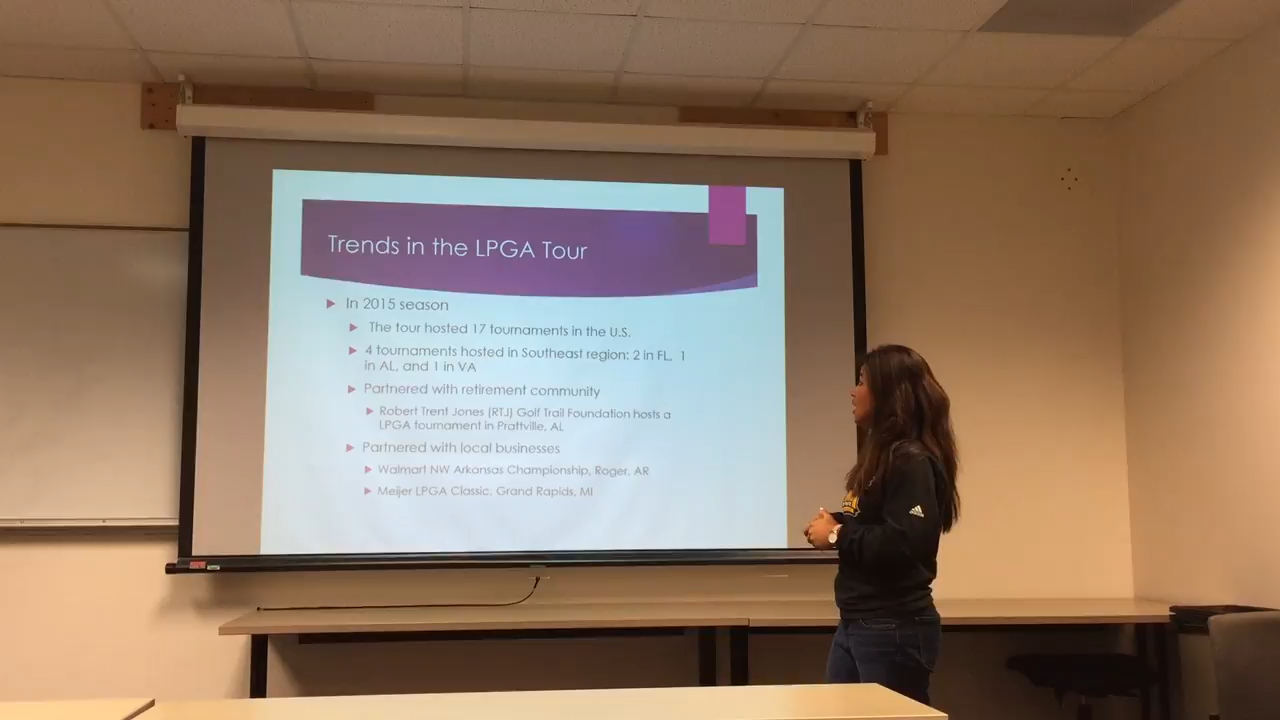 Trends in the LPGA Tour
In 2015 season
The tour hosted 17 tournaments in the U.S.
4 tournaments hosted in Southeast region: 2 in FL, 1
in AL, and 1 in VA
Partnered with retirement community
Robert Trent Jones (RTJ) Golf Trail Foundation hosts a
LPGA tournament in Prattville, AL
Partnered with local businesses
Walmart NW Arkansas Championship, Roger, AR
Meijer LPGA Classic, Grand Rapids, MI
adidas